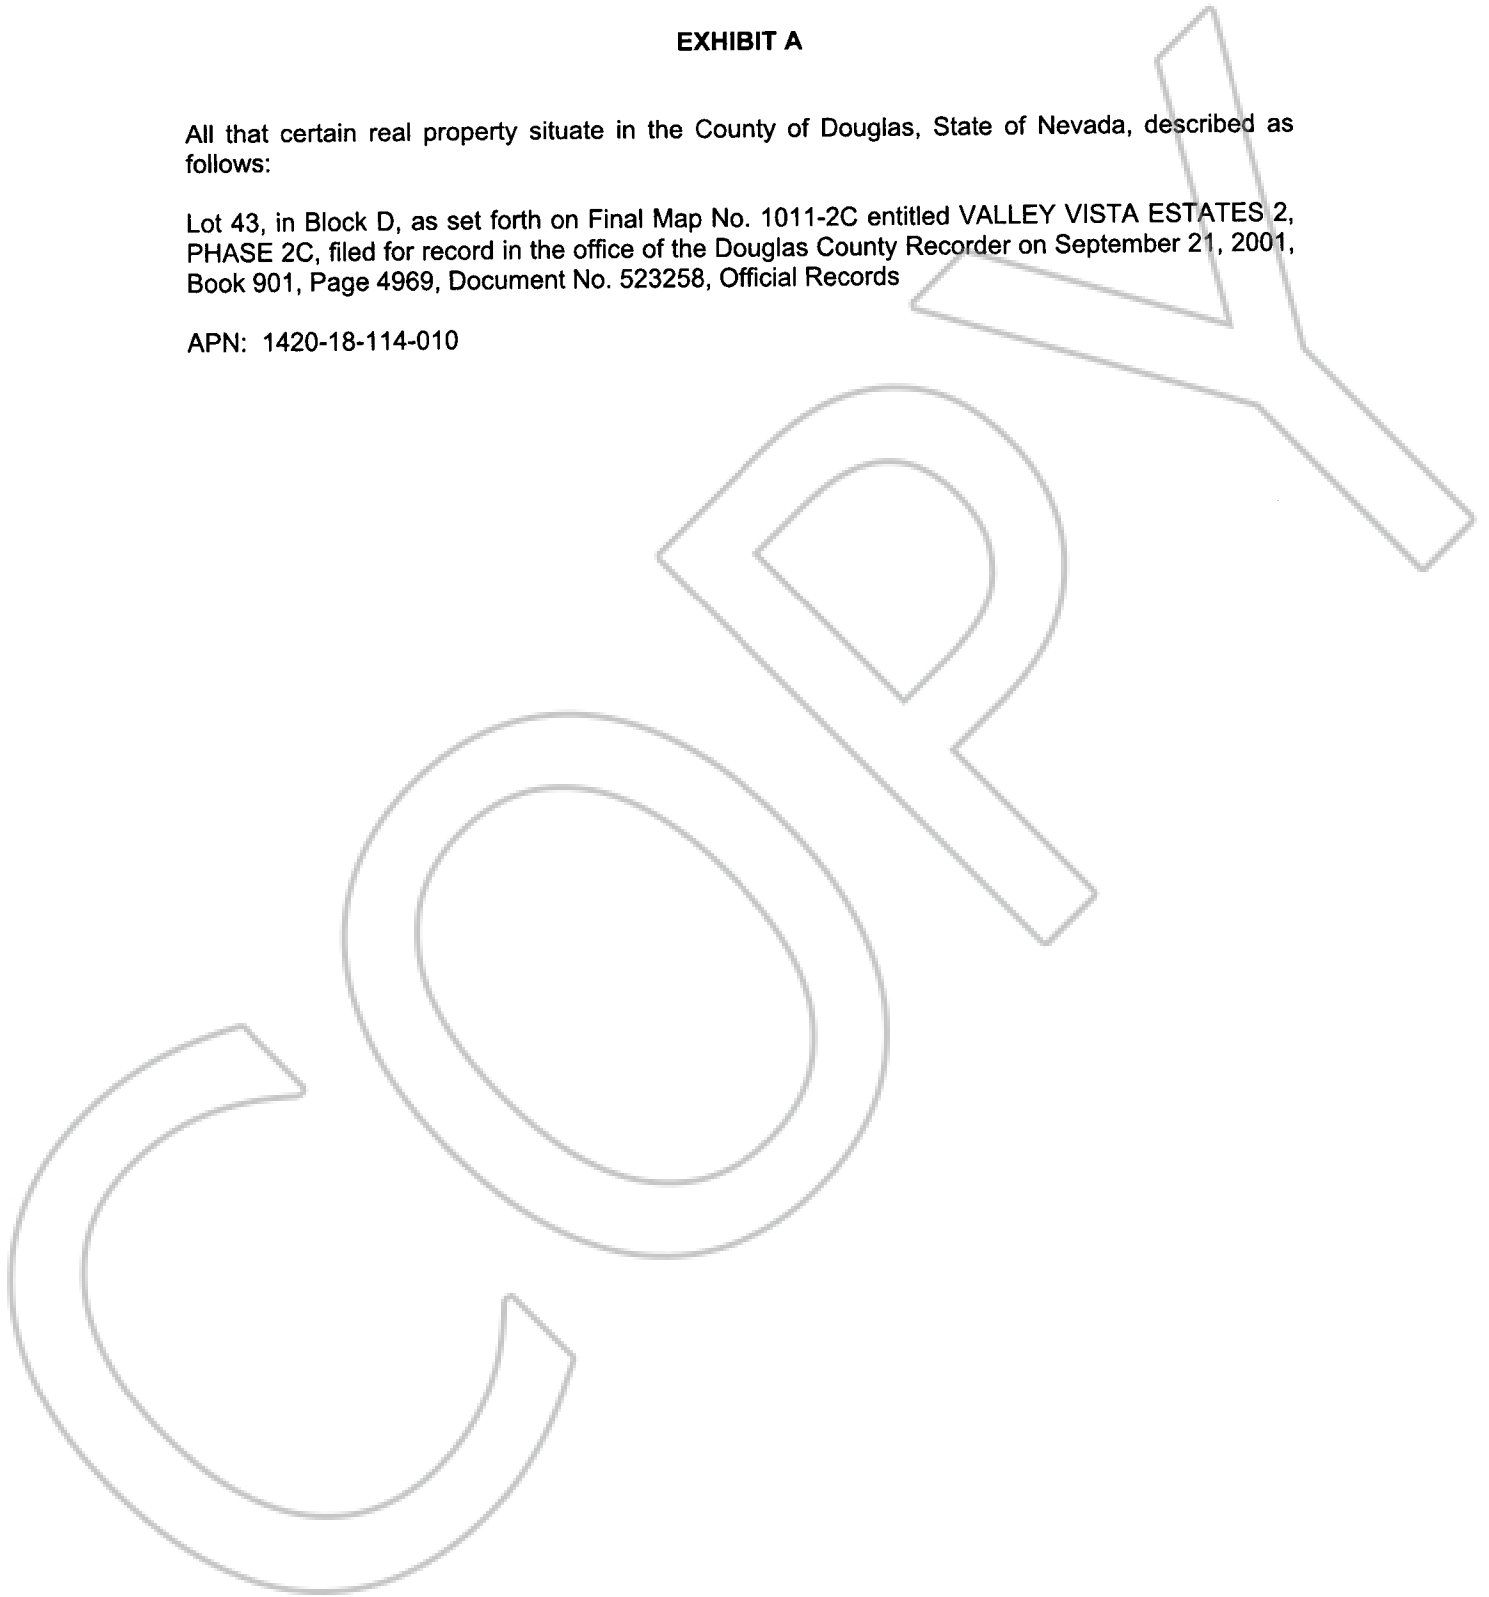 EXHIBIT A
All that certain real property situate in the County of Douglas, State of Nevada, described as
follows:
Lot 43, in Block D, as set forth on Final Map No. 1011-2C entitled VALLEY VISTA ESTATES 2,
PHASE 2C, filed for record in the office of the Douglas County Recorder on September 21, 2001,
Book 901, Page 4969, Document No. 523258, Official Records
APN: 1420-18-114-010
COPY